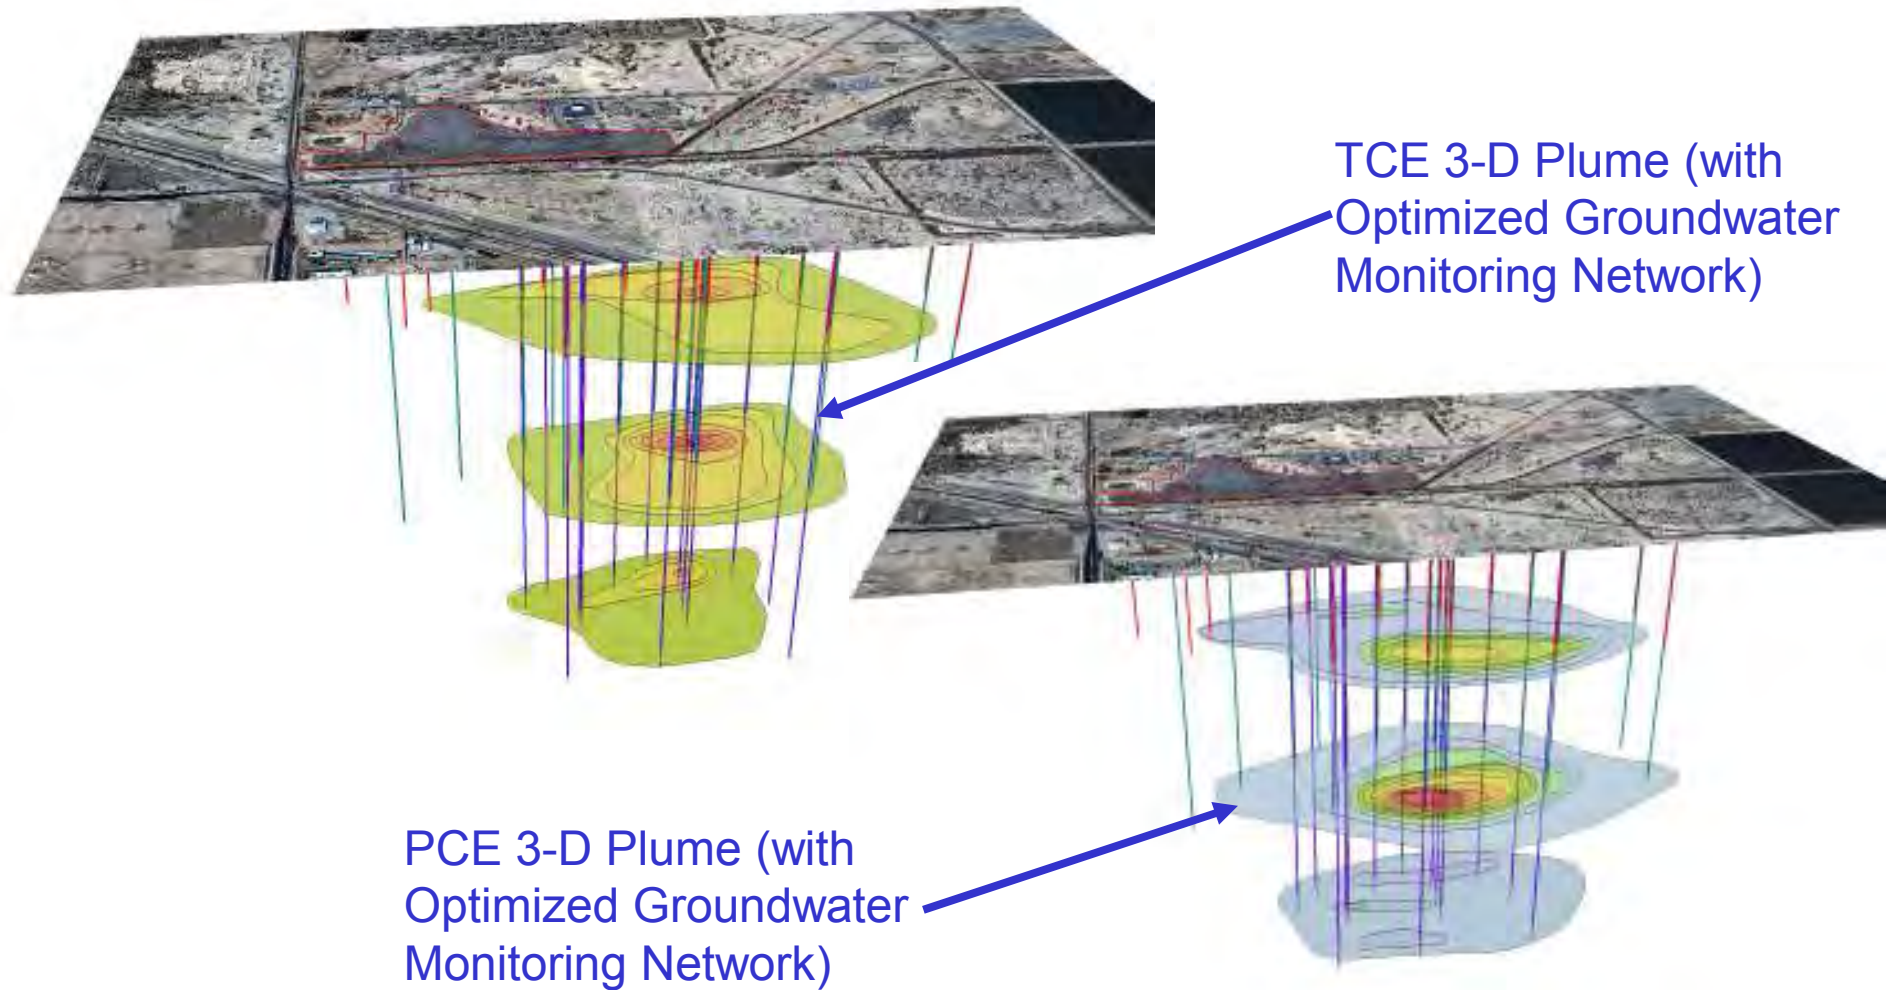 TCE 3-D Plume (with
Optimized Groundwater
Monitoring Network)
PCE 3-D Plume (with
Optimized Groundwater
Monitoring Network)